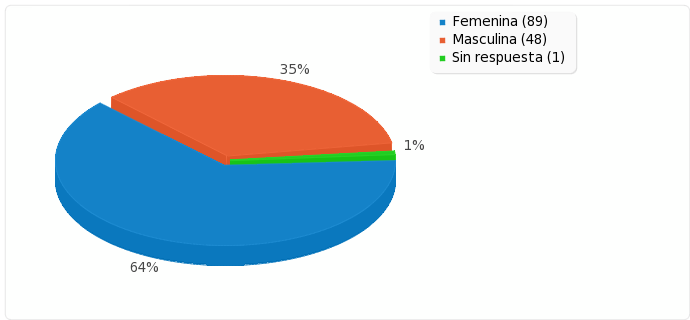 Femenina (89)
Masculina (48)
Sin respuesta (1)
35%
1%
64%